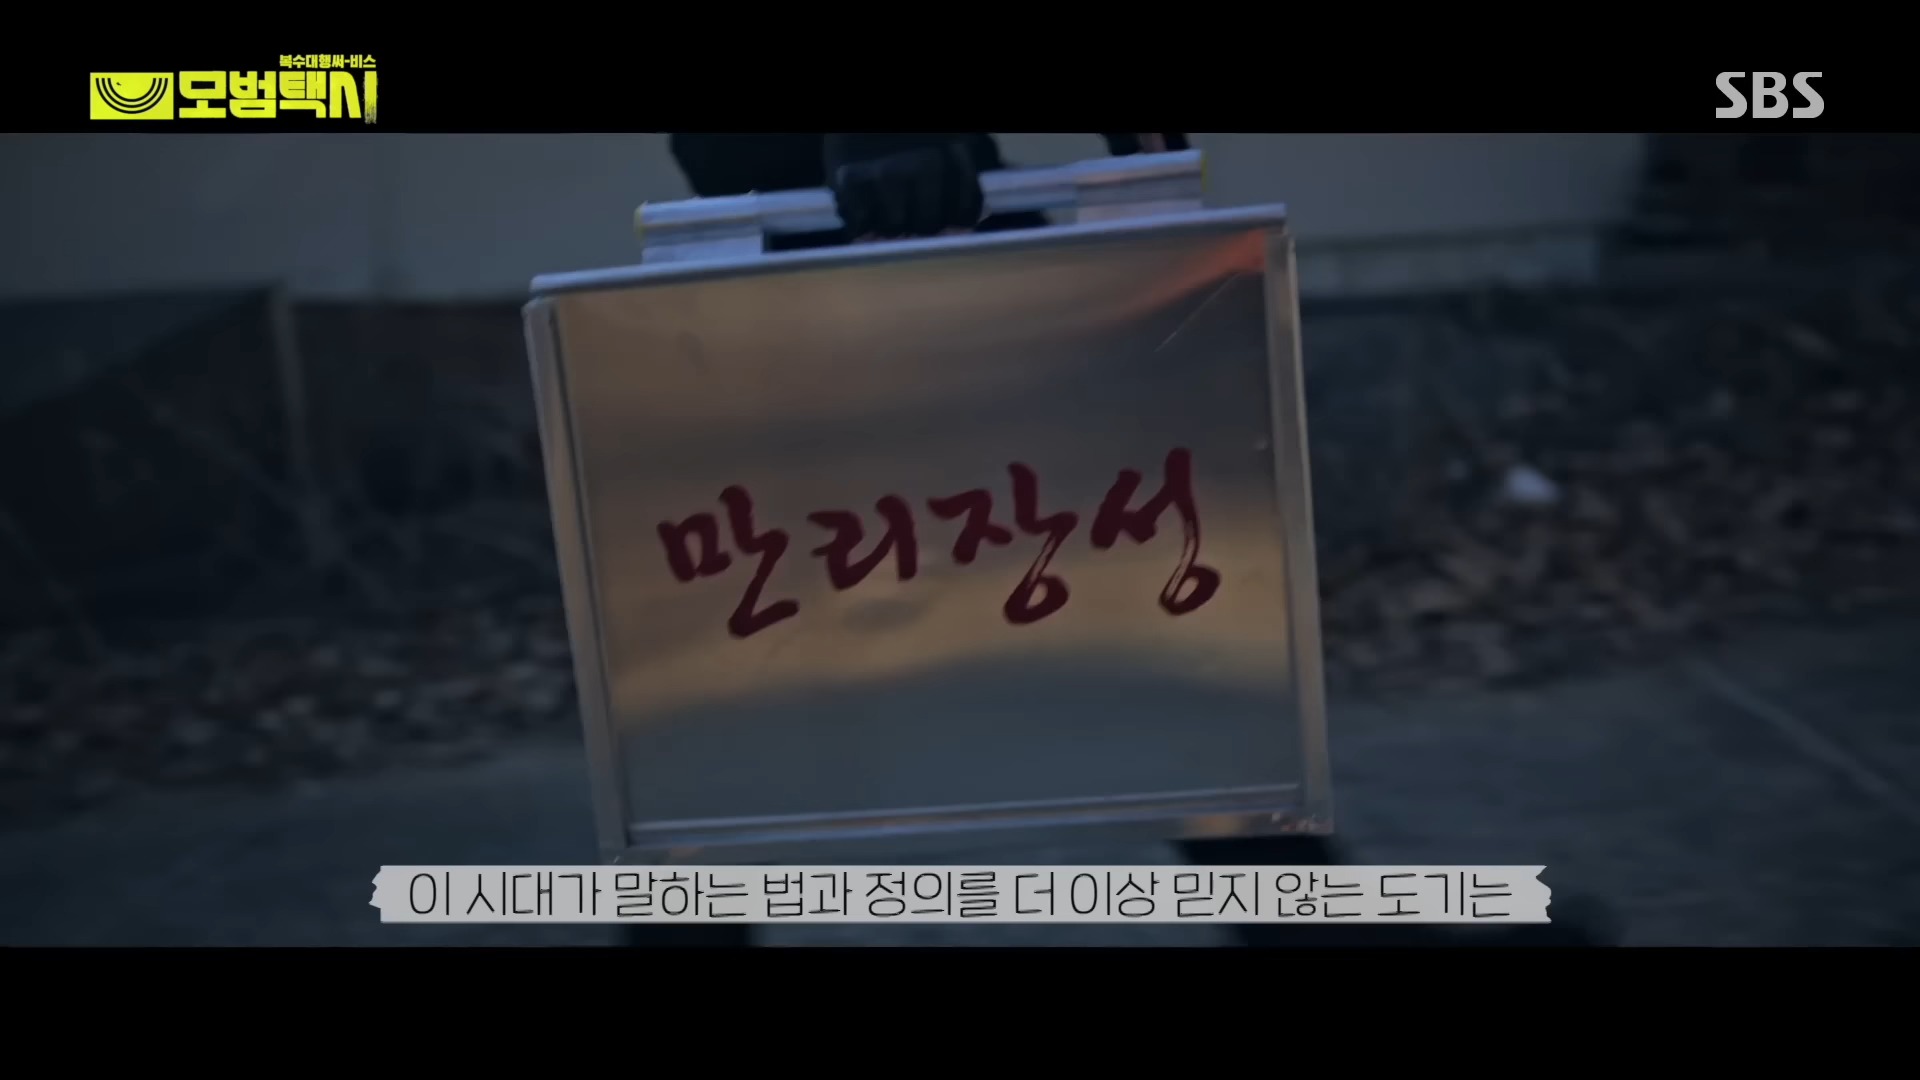 복수대행써-비스
모범택시
SBS
만리장성
이 시대가 말하는 법과 정의를 더 이상 믿지 않는 도기는